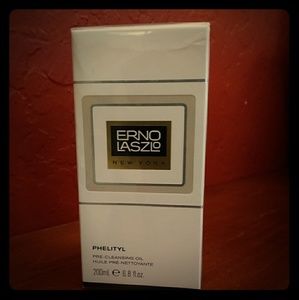 ERNO
LASZLO
NEW YORK
PHELITYL
PRE-CLEANSING OIL
HUILE PRÉ-NETTOYANTE
200mL ℮ 6.8 fl oz.